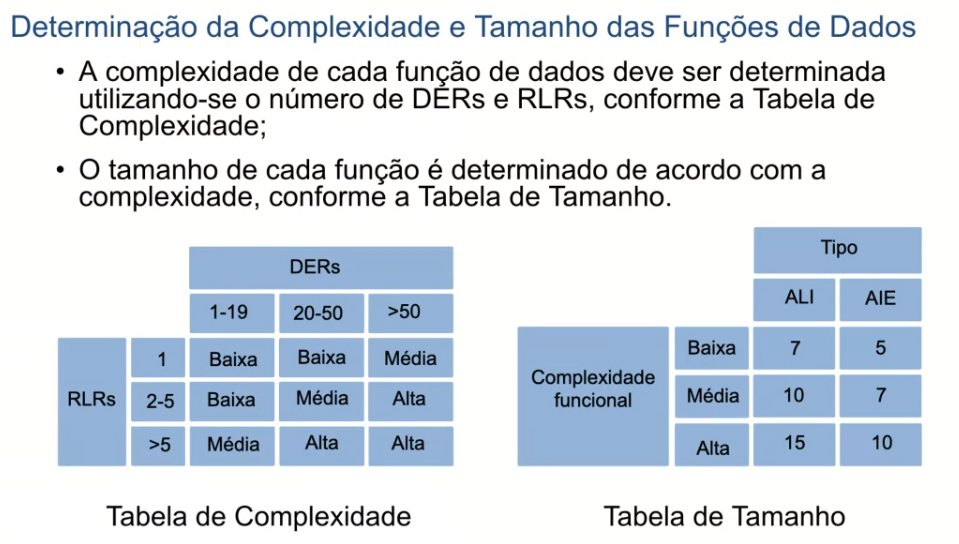 Determinação da Complexidade e Tamanho das Funções de Dados
• A complexidade de cada função de dados deve ser determinada
utilizando-se o número de DERs e RLRs, conforme a Tabela de
Complexidade;
• O tamanho de cada função é determinado de acordo com a
complexidade, conforme a Tabela de Tamanho.
DERs
1-19 20-50 >50
RLRs
1 Baixa Baixa Média
2-5 Baixa Média Alta
>5 Média Alta Alta
Tabela de Complexidade
Tipo
ALI AIE
Complexidade
funcional
Baixa 7 5
Média 10 7
Alta 15 10
Tabela de Tamanho